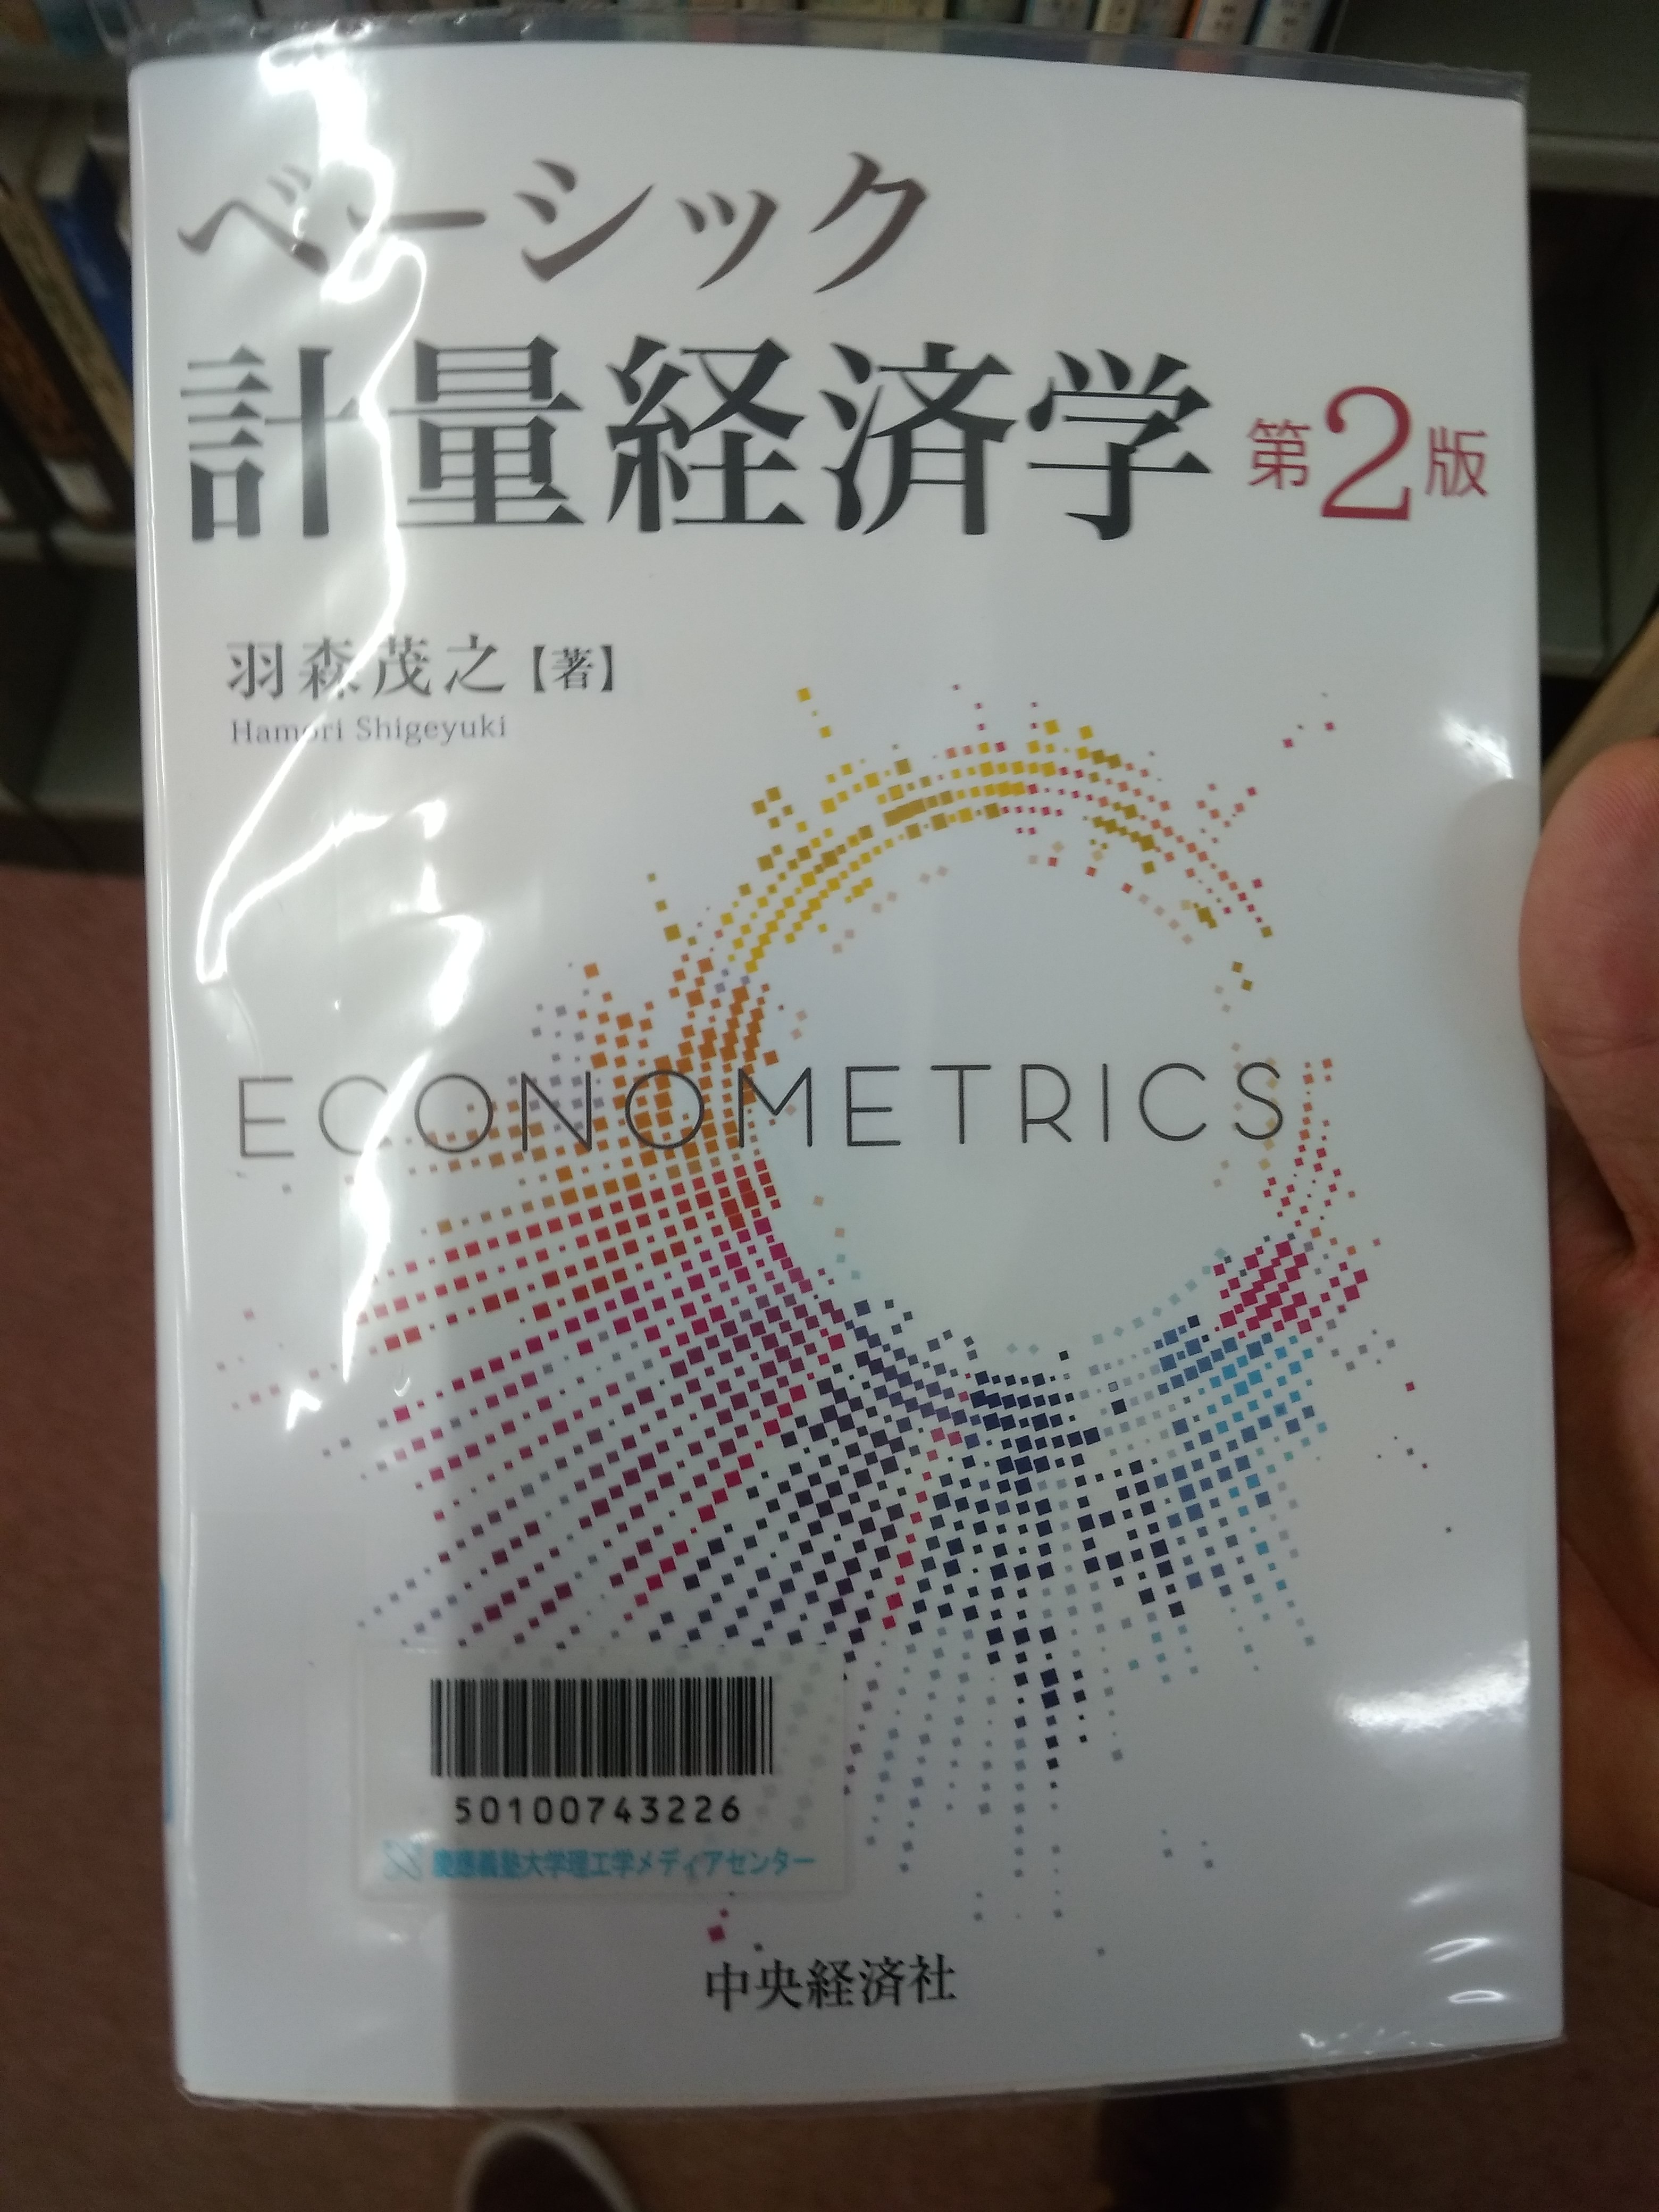 ベーシック
計量経済学 第2版
羽森茂之【著】
Hamori Shigeyuki
ECONOMETRICS
50100743226
慶應義塾大学理工学メディアセンター
中央経済社